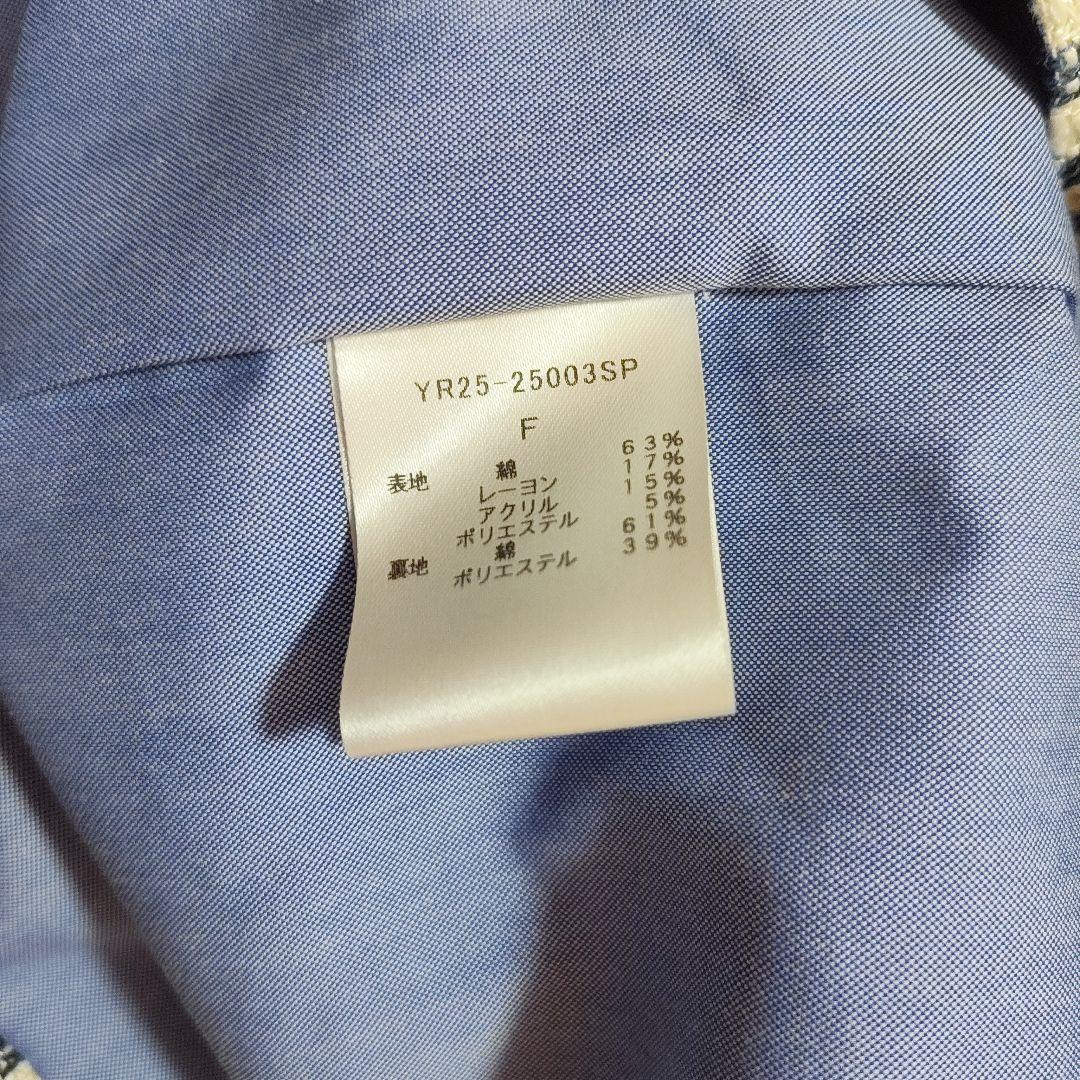 YR25-25003SP
F
表地 綿 63%
レーヨン 17%
アクリル 15%
ポリエステル 5%
裏地 綿 61%
ポリエステル 39%